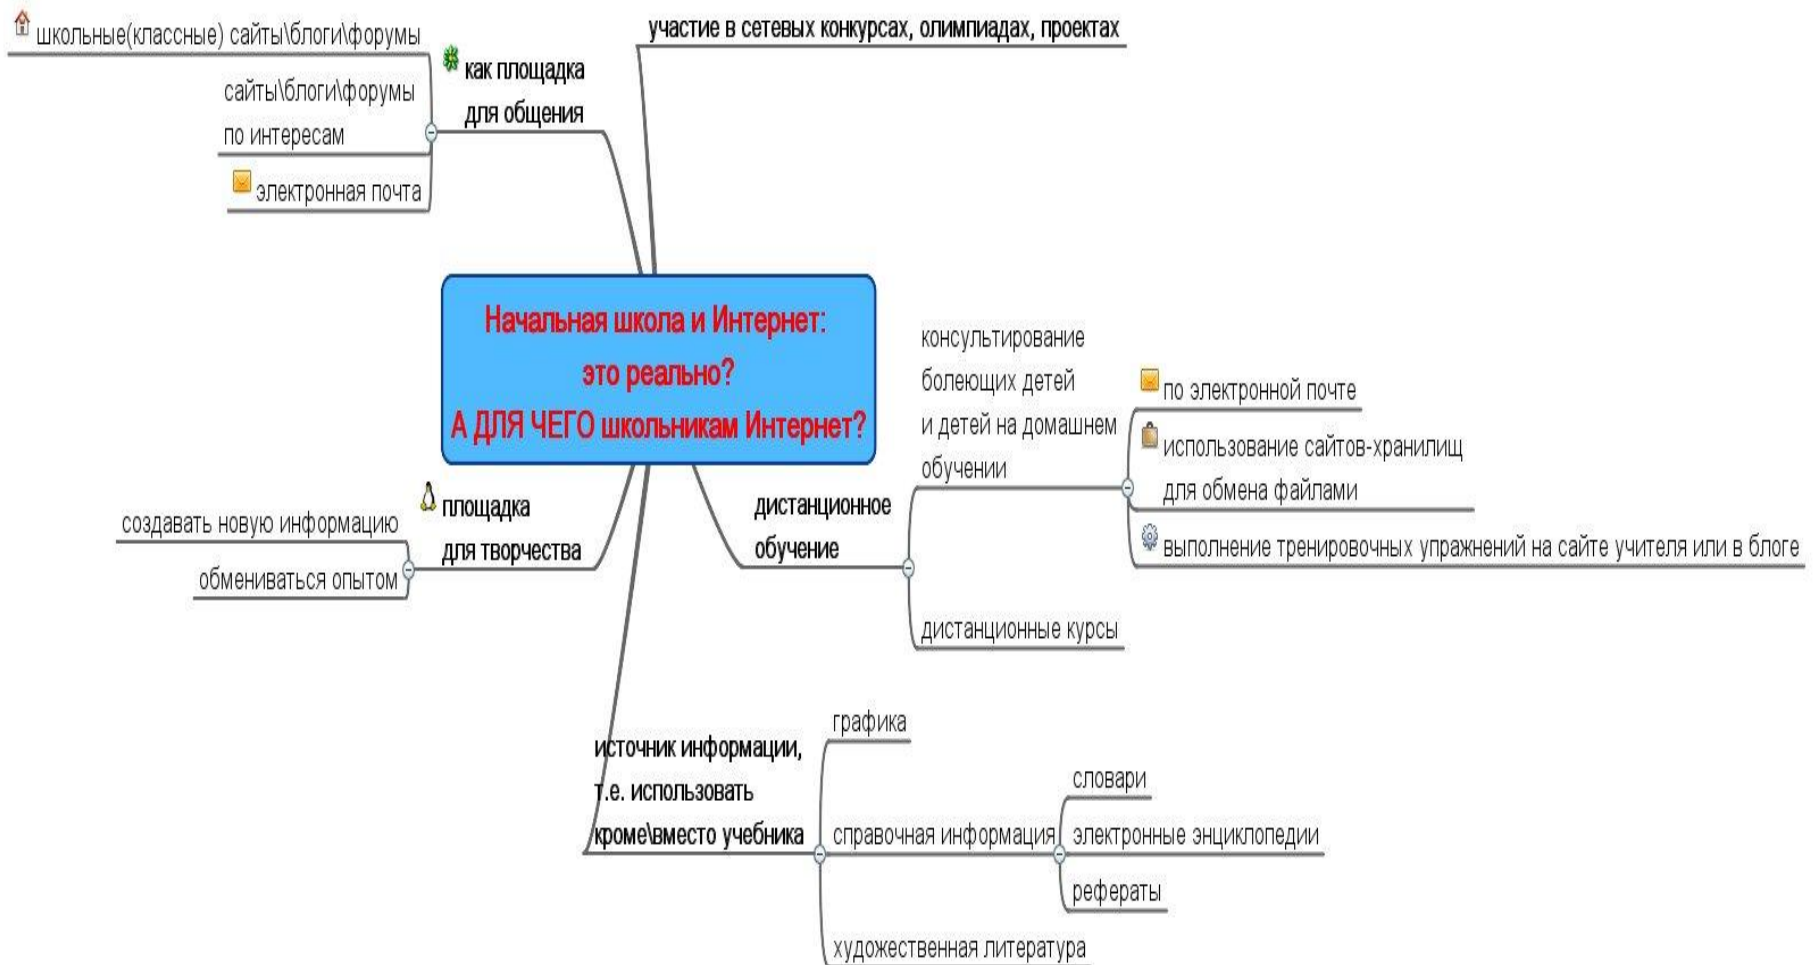 участие в сетевых конкурсах, олимпиадах, проектах
школьные(классные) сайты\блоги\форумы
как площадка
для общения
сайты\блоги\форумы
по интересам
электронная почта
Начальная школа и Интернет:
это реально?
А ДЛЯ ЧЕГО школьникам Интернет?
площадка
для творчества
создавать новую информацию
обмениваться опытом
дистанционное
обучение
консультирование
болеющих детей
и детей на домашнем
обучении
по электронной почте
использование сайтов-хранилищ
для обмена файлами
выполнение тренировочных упражнений на сайте учителя или в блоге
дистанционные курсы
источник информации,
т.е. использовать
кроме\вместо учебника
графика
справочная информация
словари
электронные энциклопедии
рефераты
художественная литература